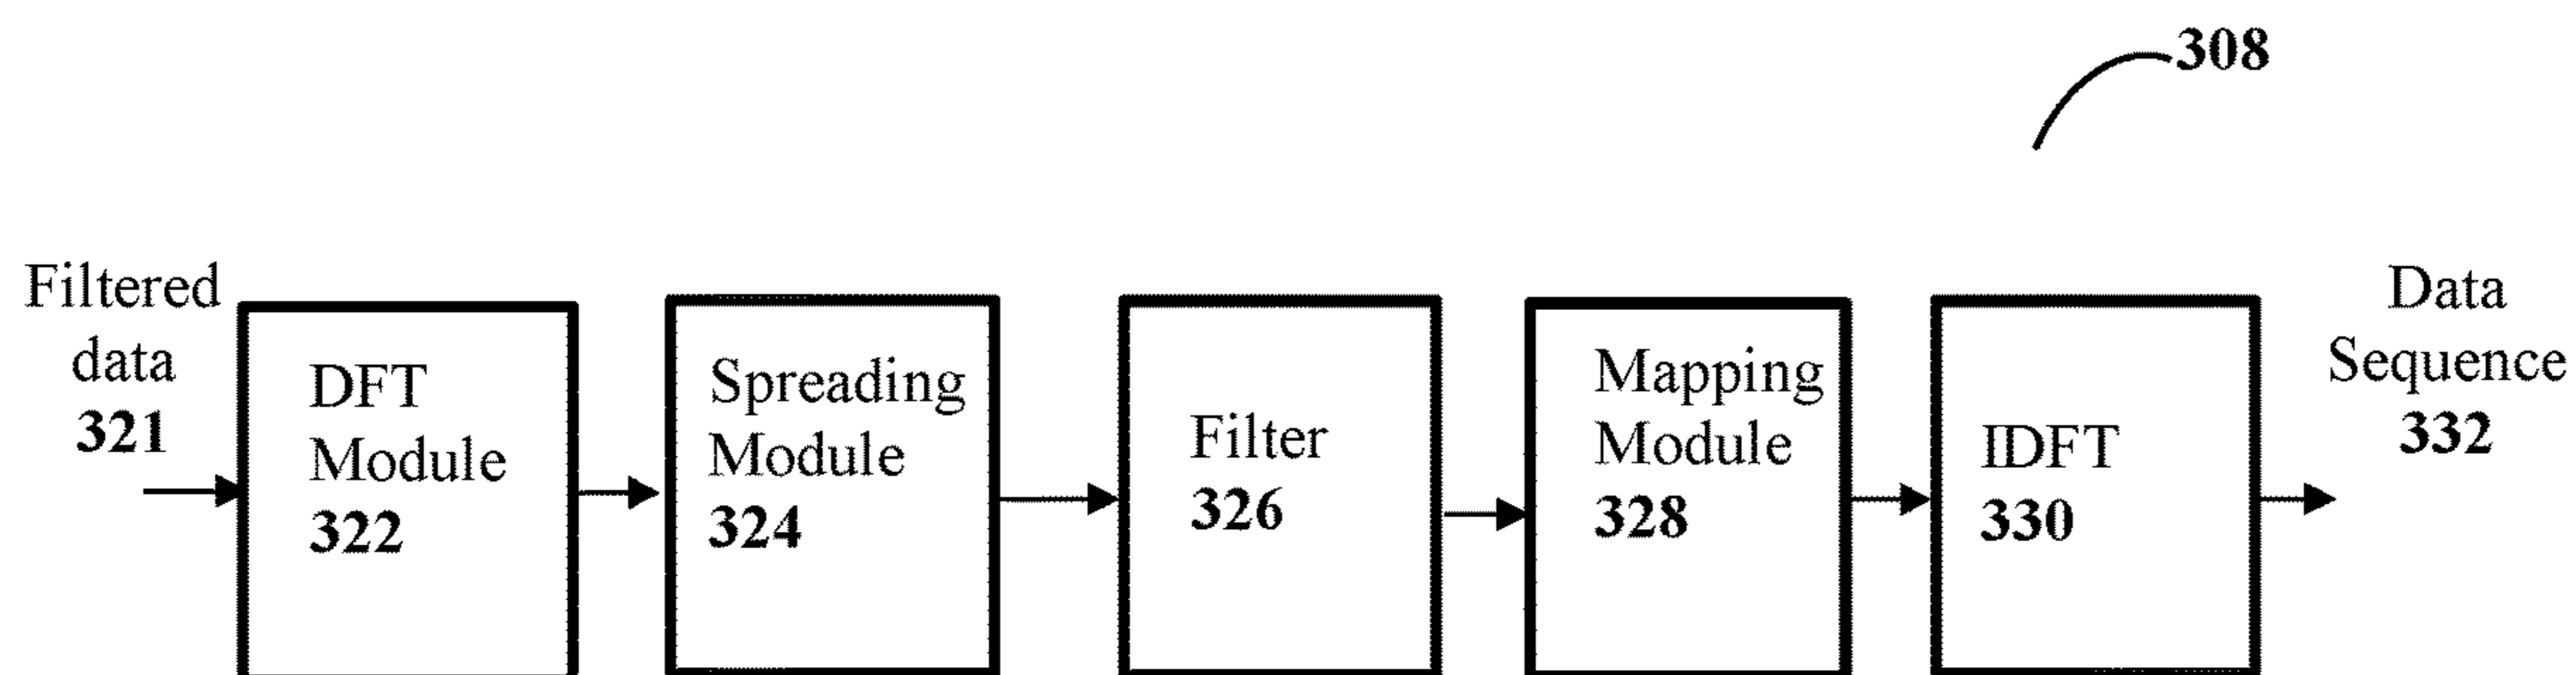 308
Filtered
data
321
DFT
Module
322
Spreading
Module
324
Filter
326
Mapping
Module
328
IDFT
330
Data
Sequence
332